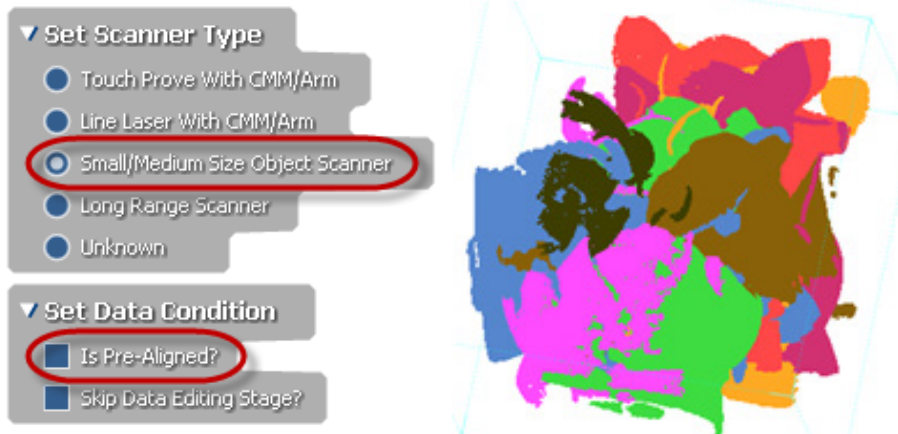 Set Scanner Type
Touch Prove With CMM/Arm
Line Laser With CMM/Arm
Small/Medium Size Object Scanner
Long Range Scanner
Unknown
Set Data Condition
Is Pre-Aligned?
Skip Data Editing Stage?